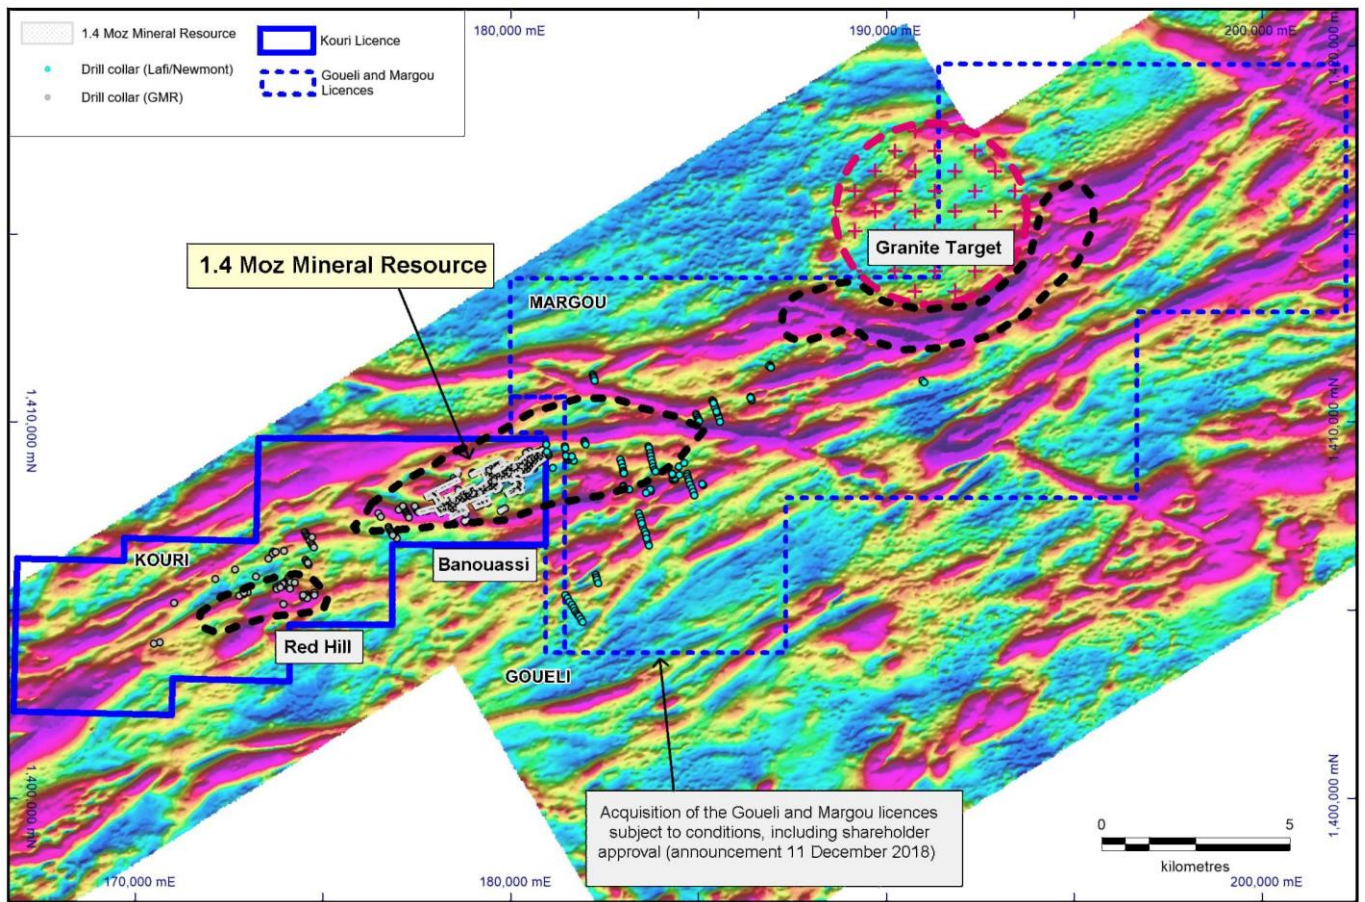 1.4 Moz Mineral Resource
Kouri Licence
Drill collar (Lafi/Newmont)
Drill collar (GMR)
Goueli and Margou
Licences
180,000 mE
190,000 mE
200,000 mE
1,420,000 mN
Granite Target
1.4 Moz Mineral Resource
MARGOU
1,410,000 mN
1,410,000 mN
KOURI
Banouassi
Red Hill
GOUELI
Acquisition of the Goueli and Margou licences
subject to conditions, including shareholder
approval (announcement 11 December 2018)
0 5
kilometres
1,400,000 mN
1,400,000 mN
170,000 mE
180,000 mE
200,000 mE